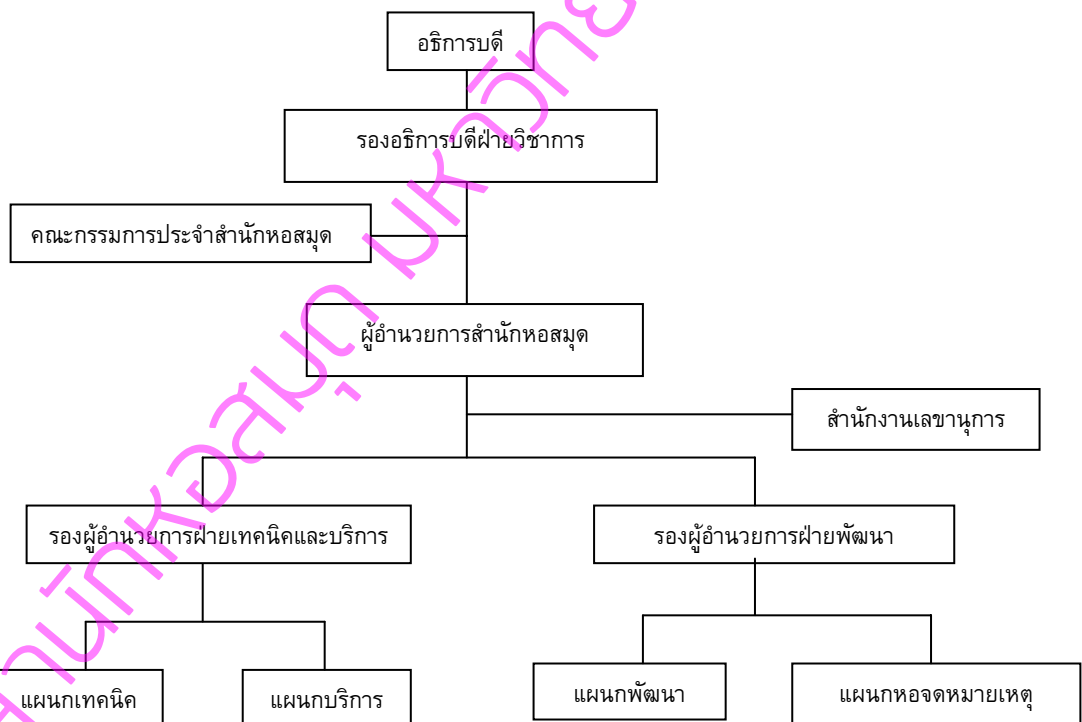 อธิการบดี
รองอธิการบดีฝ่ายวิชาการ
คณะกรรมการประจำสำนักหอสมุด
ผู้อำนวยการสำนักหอสมุด
สำนักงานเลขานุการ
รองผู้อำนวยการฝ่ายเทคนิคและบริการ
รองผู้อำนวยการฝ่ายพัฒนา
แผนกเทคนิค
แผนกบริการ
แผนกพัฒนา
แผนกหอจดหมายเหตุ
สำนักหอสมุด